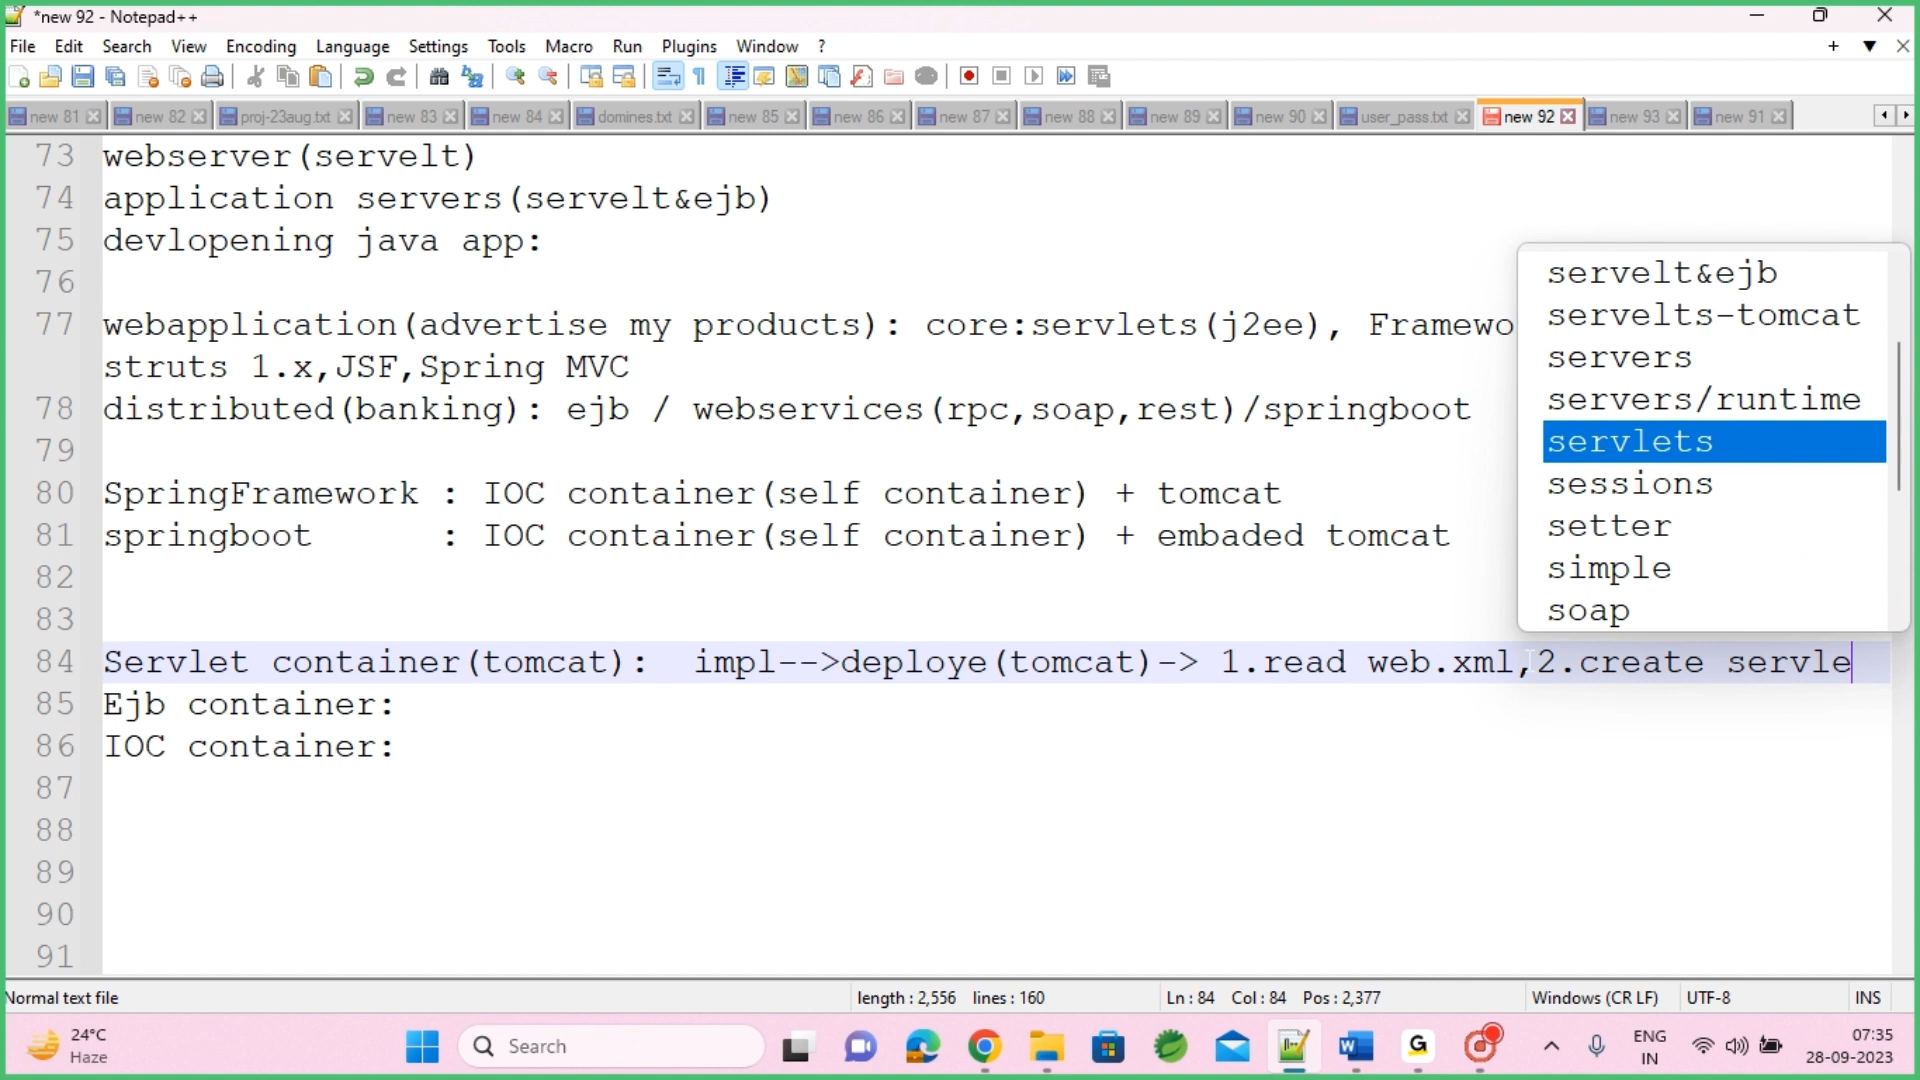 *new 92 - Notepad++
File Edit Search View Encoding Language Settings Tools Macro Run Plugins Window ?
new 81 new 82 proj-23aug.txt new 83 new 84 domines.txt new 85 new 86 new 87 new 88 new 89 new 90 user_pass.txt new 92 new 93 new 91
73 webserver(servelt)
74 application servers(servelt&ejb)
75 devlopening java app:
76
77 webapplication(advertise my products): core:servlets(j2ee), Framewo
struts 1.x,JSF,Spring MVC
78 distributed(banking): ejb / webservices(rpc,soap,rest)/springboot
79
80 SpringFramework : IOC container(self container) + tomcat
81 springboot : IOC container(self container) + embaded tomcat
82
83
84 Servlet container(tomcat): impl-->deploye(tomcat)-> 1.read web.xml,2.create servle
85 Ejb container:
86 IOC container:
87
88
89
90
91
servelt&ejb
servelts-tomcat
servers
servers/runtime
servlets
sessions
setter
simple
soap
Normal text file length : 2,556 lines : 160 Ln : 84 Col : 84 Pos : 2,377 Windows (CR LF) UTF-8 INS
24°C
Haze
Search
ENG
IN
07:35
28-09-2023